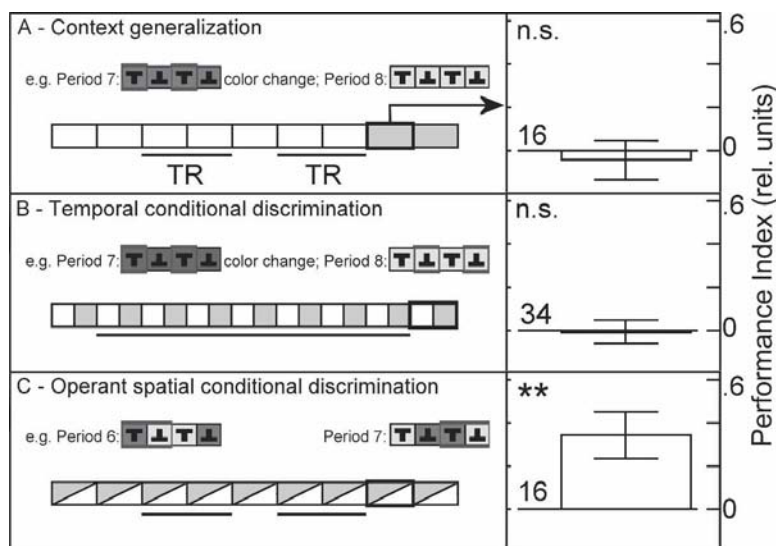 A - Context generalization
n.s.
.6
e.g. Period 7: T ⊥ T ⊥ color change; Period 8: T ⊥ T ⊥
16
0
TR TR
B - Temporal conditional discrimination
n.s.
.6
e.g. Period 7: T ⊥ T ⊥ color change; Period 8: T ⊥ T ⊥
34
0
C - Operant spatial conditional discrimination
**
.6
e.g. Period 6: T ⊥ T ⊥ Period 7: T ⊥ T ⊥
16
0
Performance Index (rel. units)